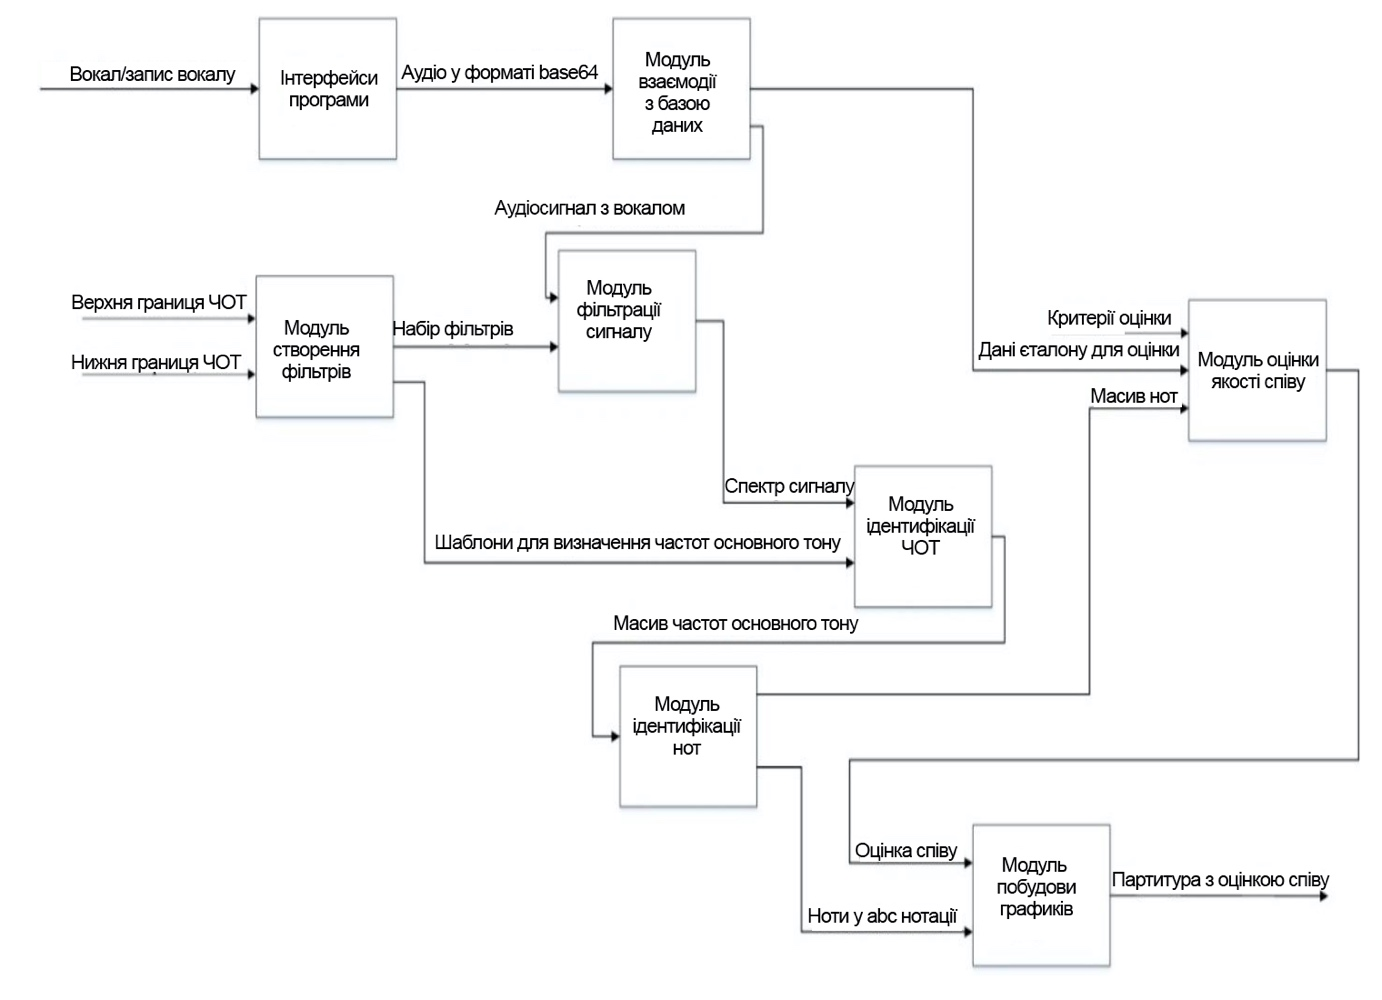 Вокал/запис вокалу
Інтерфейси
програми
Аудіо у форматі base64
Модуль
взаємодії
з базою
даних
Аудіосигнал з вокалом
Верхня границя ЧОТ
Нижня границя ЧОТ
Модуль
створення
фільтрів
Набір фільтрів
Модуль
фільтрації
сигналу
Критерії оцінки
Дані єталону для оцінки
Масив нот
Модуль оцінки
якості співу
Спектр сигналу
Шаблони для визначення частот основного тону
Модуль
ідентифікації
ЧОТ
Масив частот основного тону
Модуль
ідентифікації
нот
Оцінка співу
Ноти у abc нотації
Модуль
побудови
графиків
Партитура з оцінкою співу